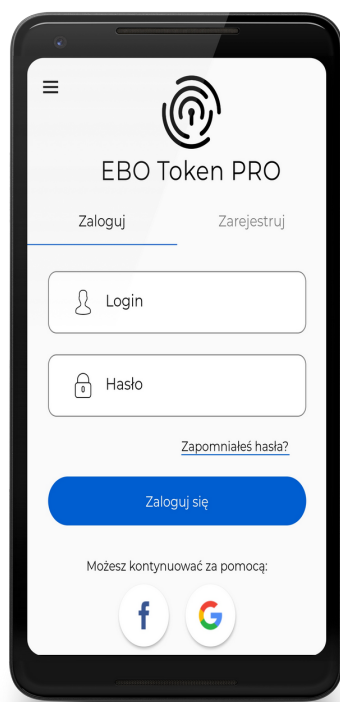 EBO Token PRO
Zaloguj Zarejestruj
Login
Hasło
Zapomniałeś hasła?
Zaloguj się
Możesz kontynuować za pomocą:
f G